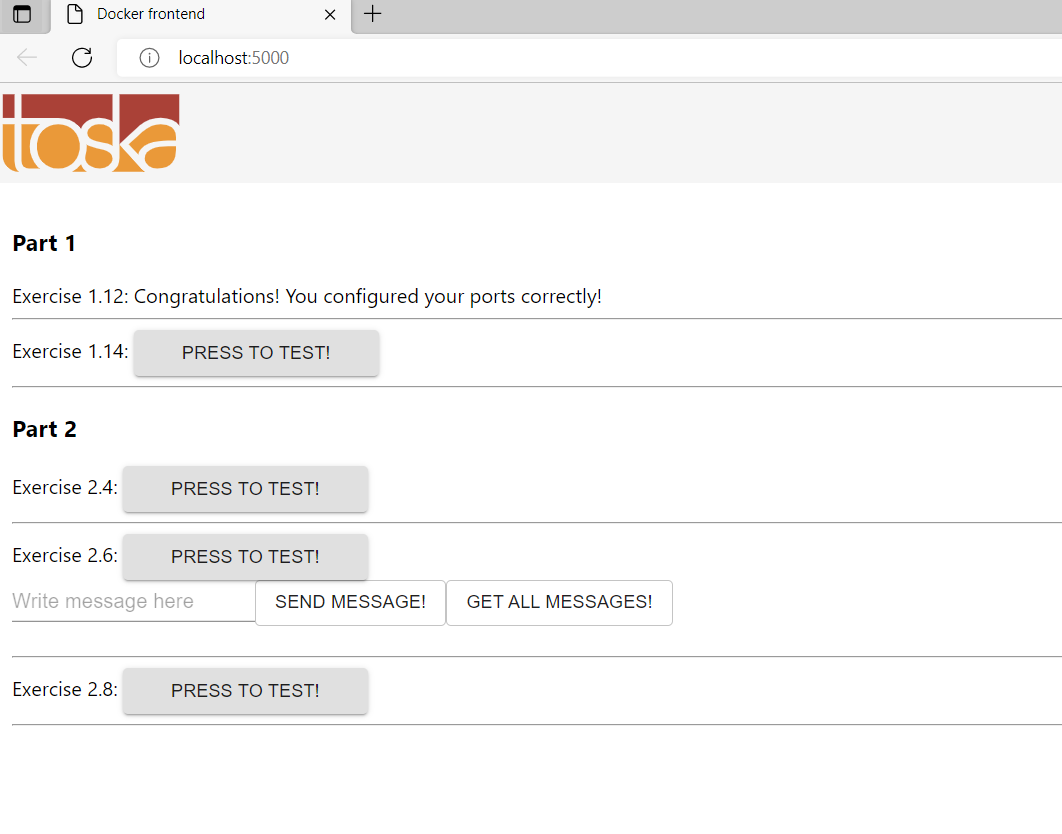 Docker frontend
localhost:5000
toska
Part 1
Exercise 1.12: Congratulations! You configured your ports correctly!
Exercise 1.14: PRESS TO TEST!
Part 2
Exercise 2.4: PRESS TO TEST!
Exercise 2.6: PRESS TO TEST!
Write message here SEND MESSAGE! GET ALL MESSAGES!
Exercise 2.8: PRESS TO TEST!